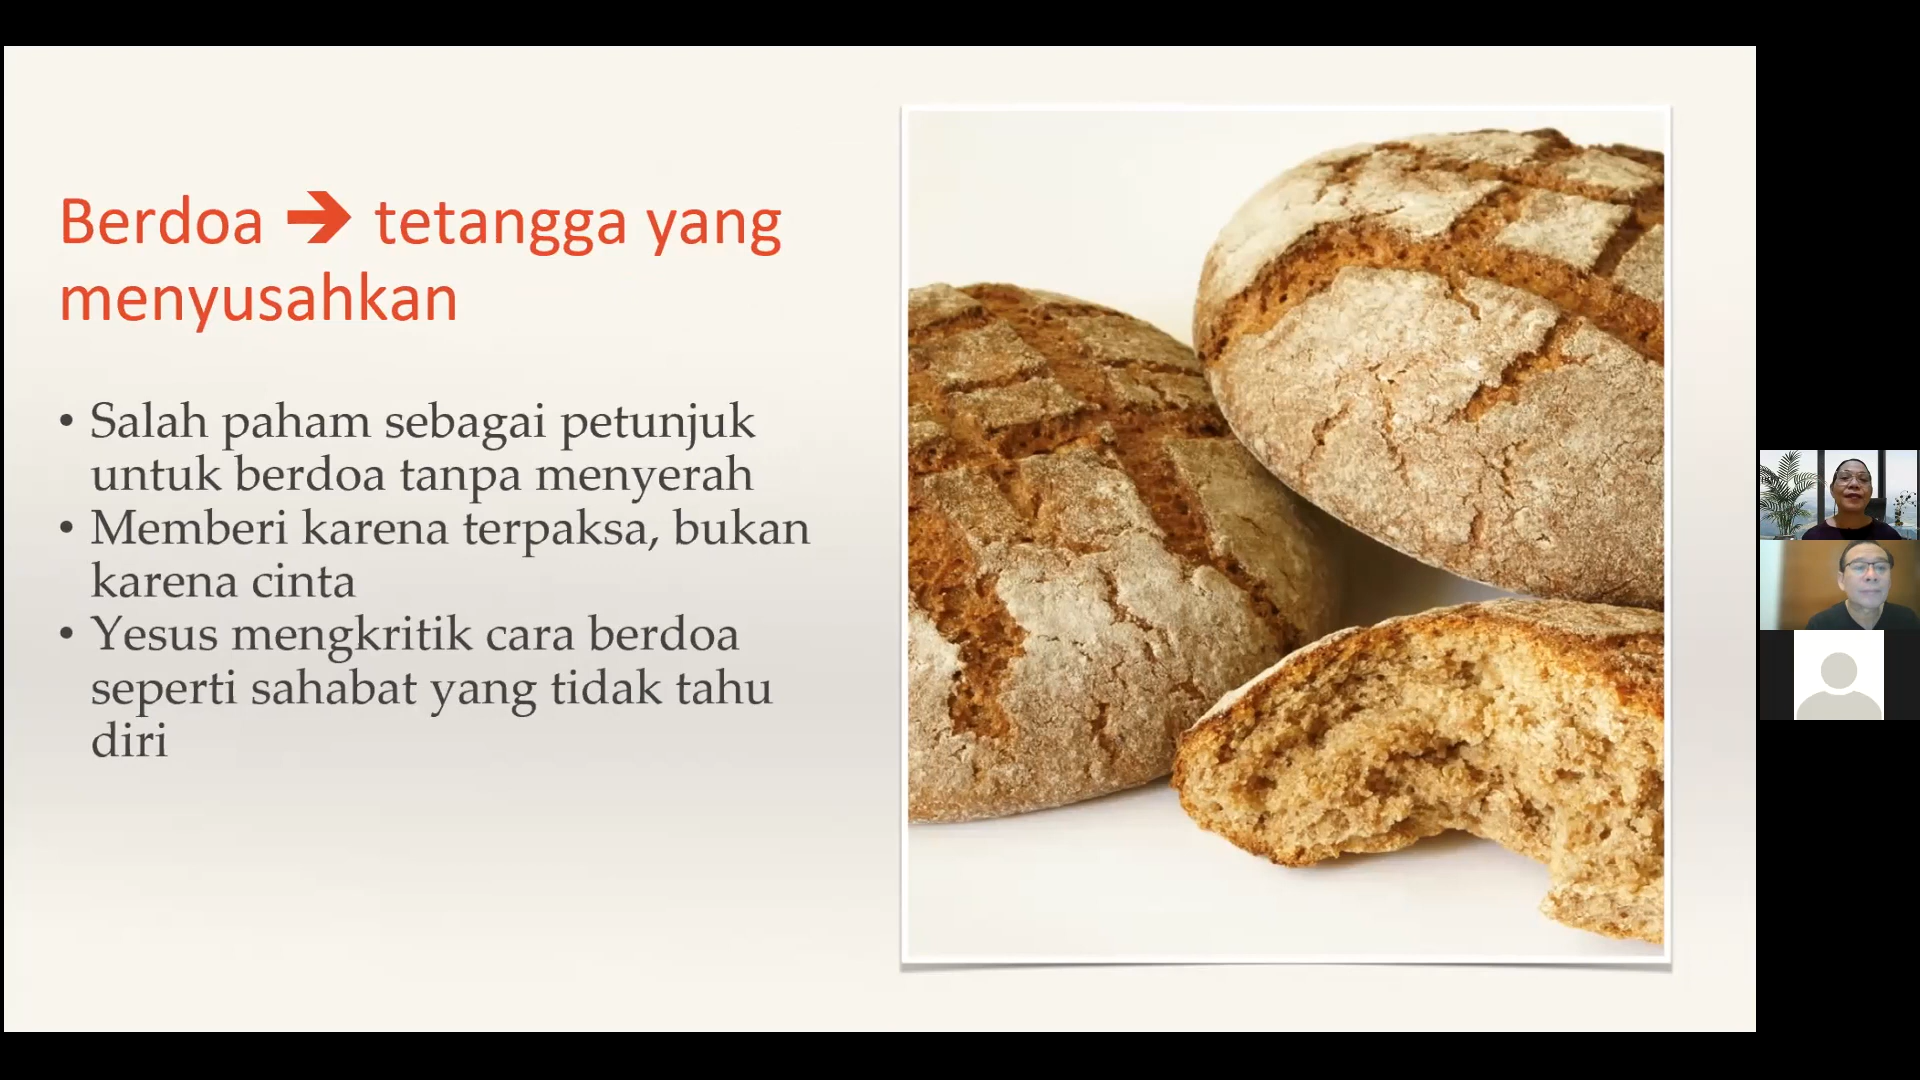 Berdoa ➔ tetangga yang
menyusahkan
• Salah paham sebagai petunjuk
untuk berdoa tanpa menyerah
• Memberi karena terpaksa, bukan
karena cinta
• Yesus mengkritik cara berdoa
seperti sahabat yang tidak tahu
diri